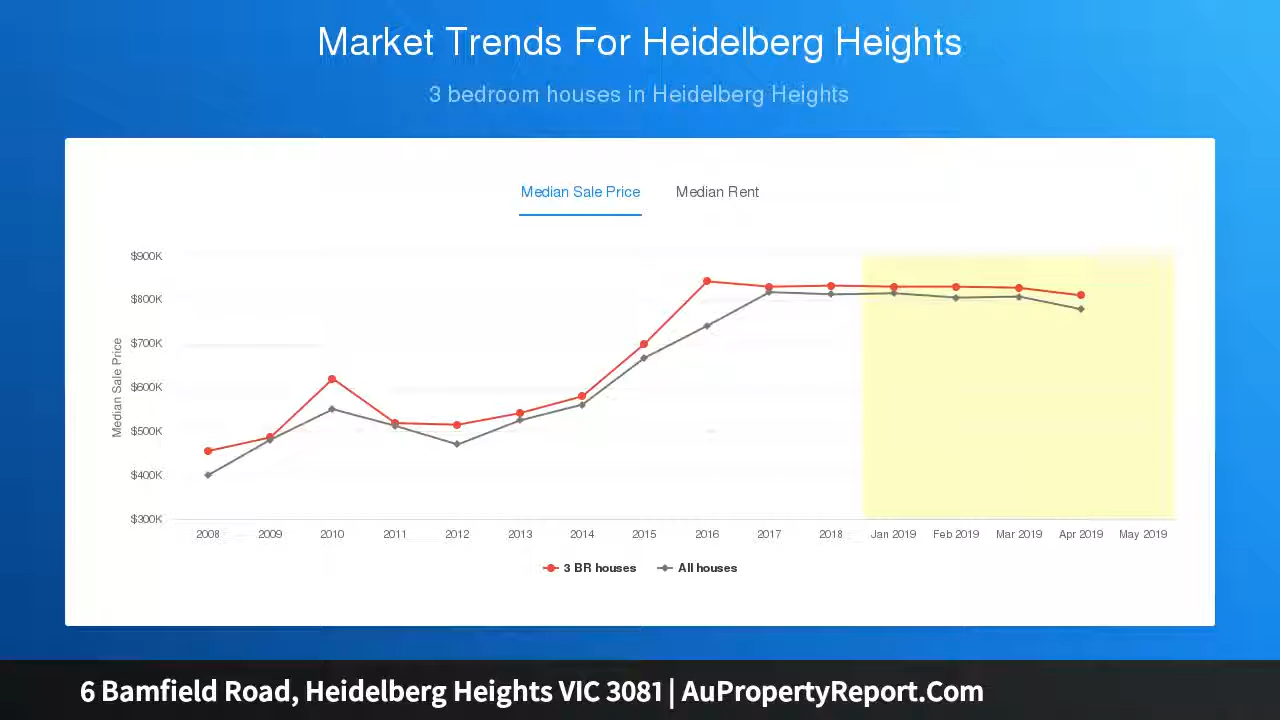 Market Trends For Heidelberg Heights
3 bedroom houses in Heidelberg Heights
Median Sale Price Median Rent
$900K
$800K
$700K
$600K
$500K
$400K
$300K
Median Sale Price
2008 2009 2010 2011 2012 2013 2014 2015 2016 2017 2018 Jan 2019 Feb 2019 Mar 2019 Apr 2019 May 2019
3 BR houses All houses
6 Bamfield Road, Heidelberg Heights VIC 3081 | AuPropertyReport.Com